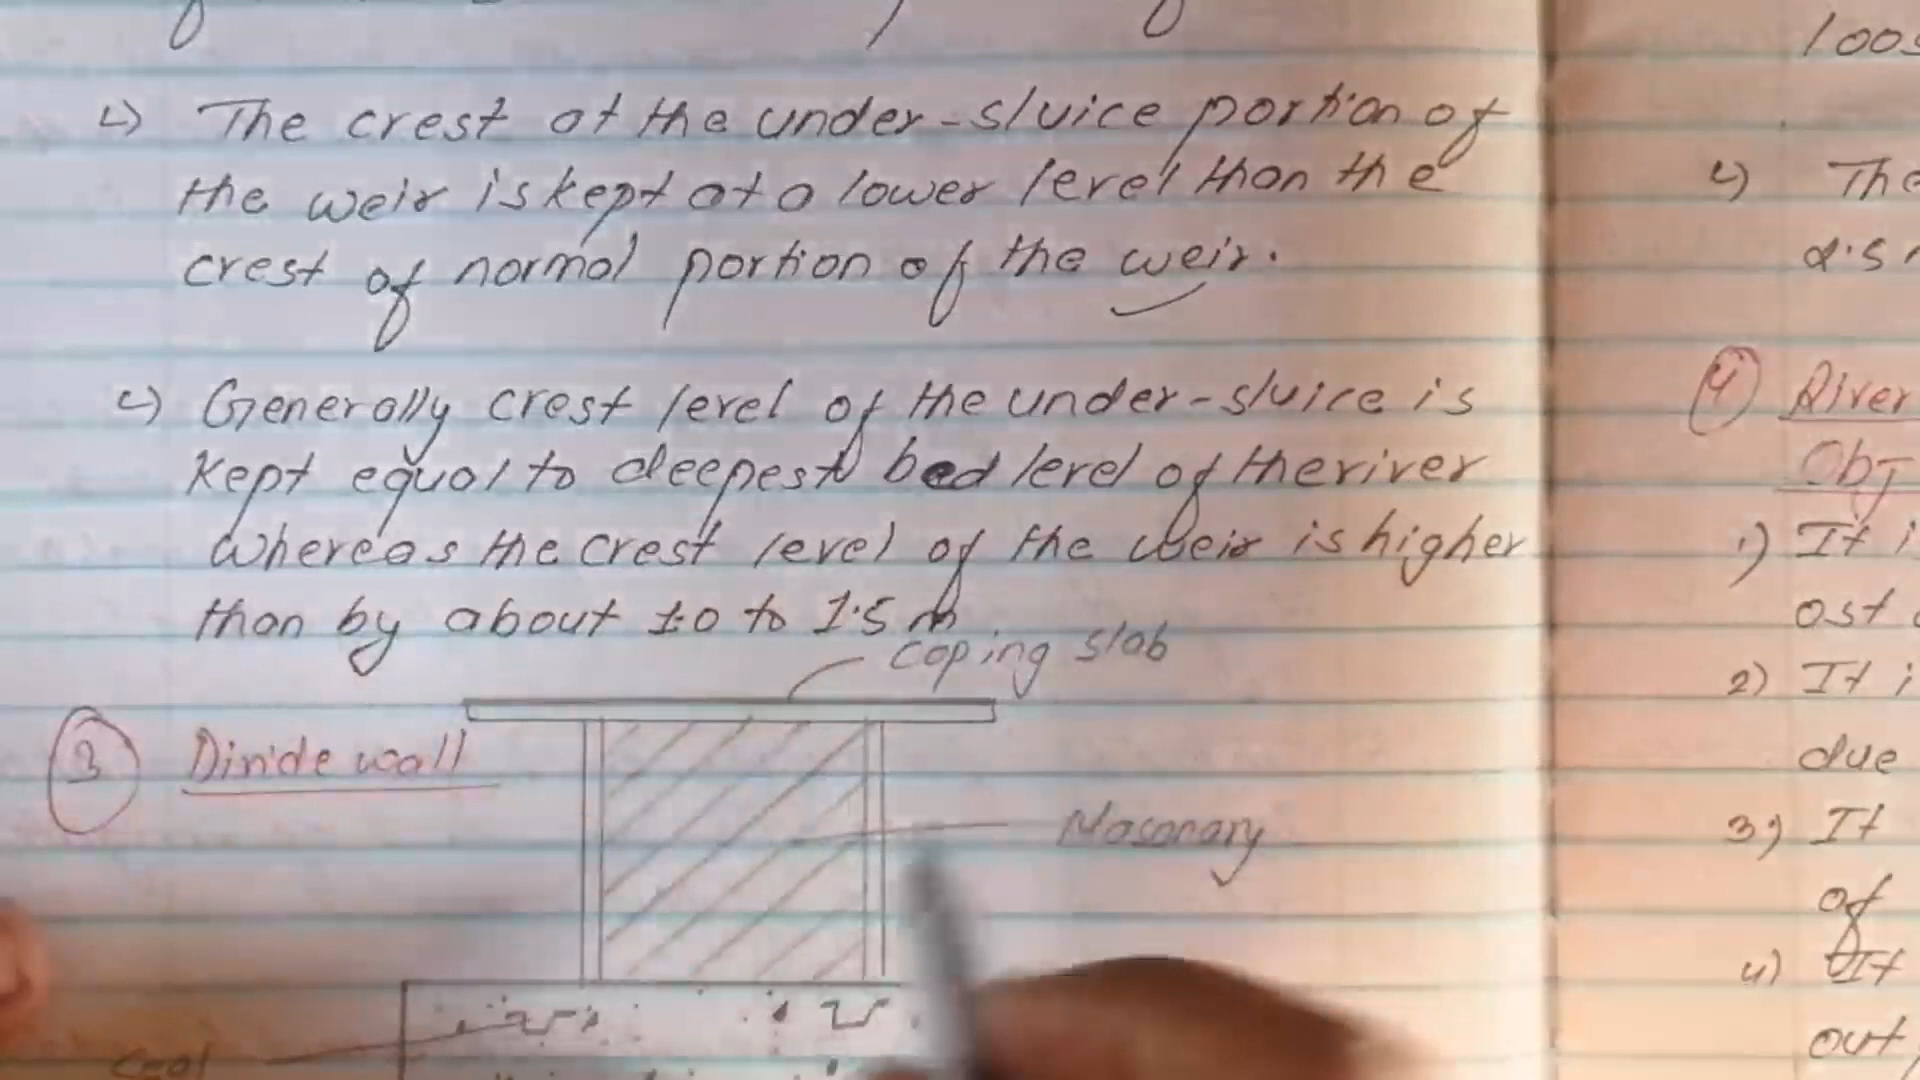 ↳ The crest at the under-sluice portion of
the weir is kept at a lower level than the
crest of normal portion of the weir.
↳ Generally crest level of the under-sluice is
kept equal to deepest bed level of the river
whereas the crest level of the weir is higher
than by about 1.0 to 1.5 m
coping slab
3 Divide wall
Masonary
100
↳ The
2.5
4 River
Obj
1) It i
ost
2) It i
due
3) It
of
4) It
out